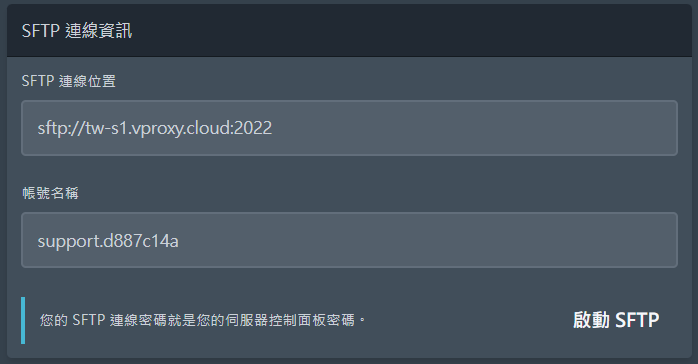 SFTP 連線資訊
SFTP 連線位置
sftp://tw-s1.vproxy.cloud:2022
帳號名稱
support.d887c14a
您的 SFTP 連線密碼就是您的伺服器控制面板密碼。
啟動 SFTP